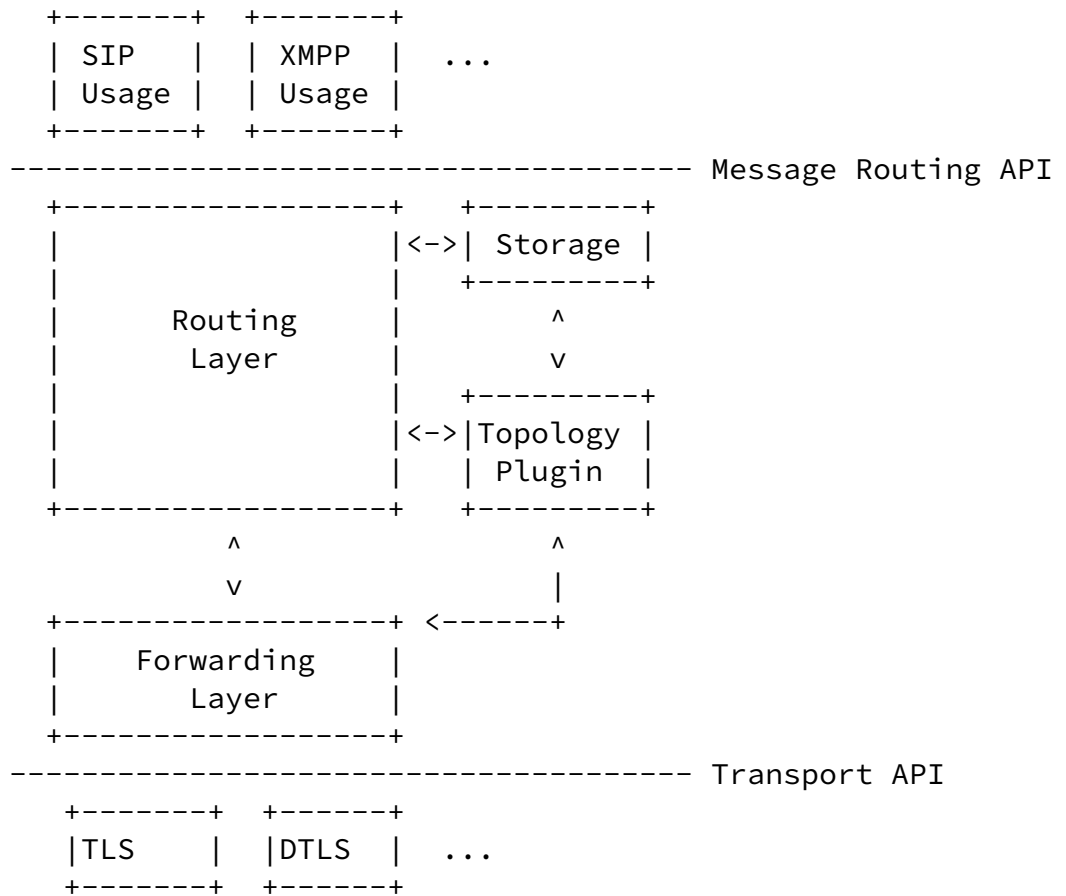 SIP XMPP ...
Usage Usage
Message Routing API
Storage
Routing
Layer
Topology
Plugin
Forwarding
Layer
Transport API
TLS DTLS ...